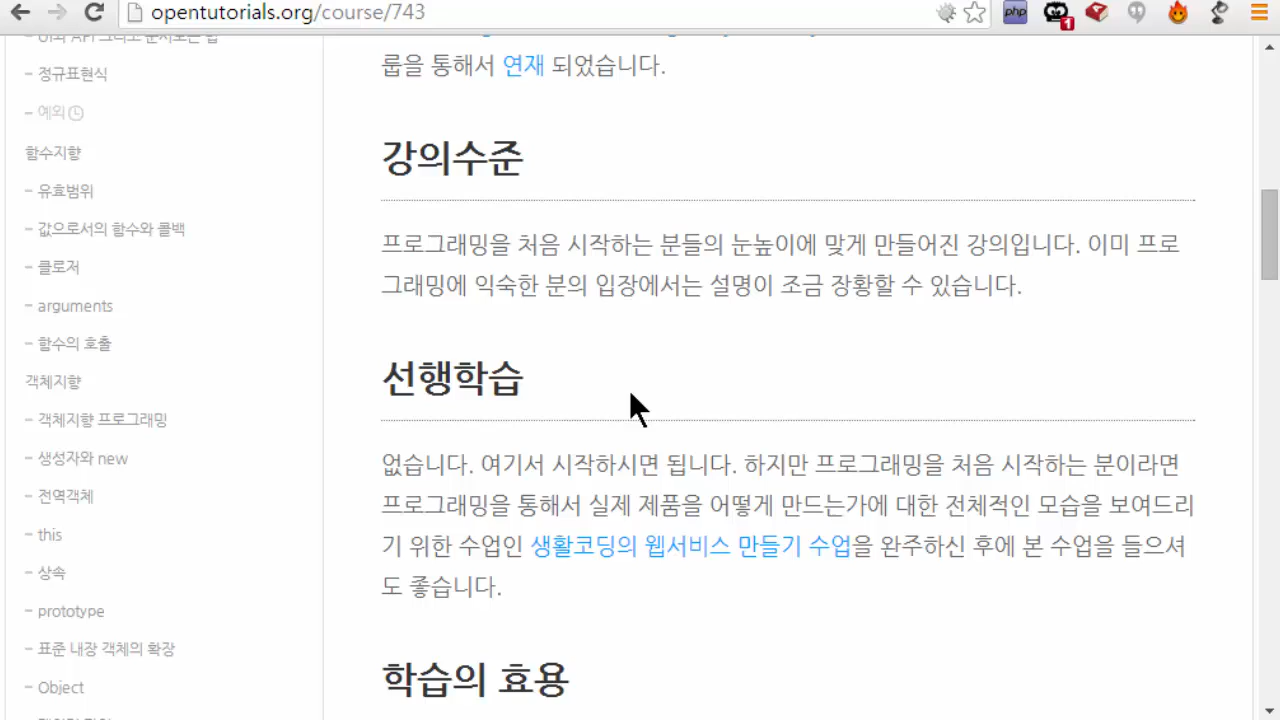 opentutorials.org/course/743
php
1
정규표현식
예외
함수지향
유효범위
값으로서의 함수와 콜백
클로저
arguments
함수의 호출
객체지향
객체지향 프로그래밍
생성자와 new
전역객체
this
상속
prototype
표준 내장 객체의 확장
Object
룹을 통해서 연재 되었습니다.
강의수준
프로그래밍을 처음 시작하는 분들의 눈높이에 맞게 만들어진 강의입니다. 이미 프로
그래밍에 익숙한 분의 입장에서는 설명이 조금 장황할 수 있습니다.
선행학습
없습니다. 여기서 시작하시면 됩니다. 하지만 프로그래밍을 처음 시작하는 분이라면
프로그래밍을 통해서 실제 제품을 어떻게 만드는가에 대한 전체적인 모습을 보여드리
기 위한 수업인 생활코딩의 웹서비스 만들기 수업을 완주하신 후에 본 수업을 들으셔
도 좋습니다.
학습의 효용